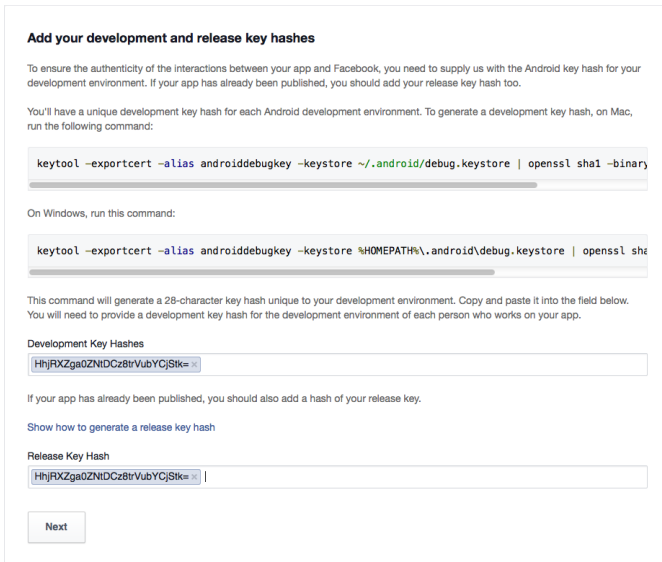 Add your development and release key hashes
To ensure the authenticity of the interactions between your app and Facebook, you need to supply us with the Android key hash for your
development environment. If your app has already been published, you should add your release key hash too.
You'll have a unique development key hash for each Android development environment. To generate a development key hash, on Mac,
run the following command:
keytool -exportcert -alias androiddebugkey -keystore ~/.android/debug.keystore | openssl sha1 -binary
On Windows, run this command:
keytool -exportcert -alias androiddebugkey -keystore %HOMEPATH%\.android\debug.keystore | openssl sha
This command will generate a 28-character key hash unique to your development environment. Copy and paste it into the field below.
You will need to provide a development key hash for the development environment of each person who works on your app.
Development Key Hashes
HhjRXZga0ZNtDCz8trVubYCjStk= ×
If your app has already been published, you should also add a hash of your release key.
Show how to generate a release key hash
Release Key Hash
HhjRXZga0ZNtDCz8trVubYCjStk= ×
Next